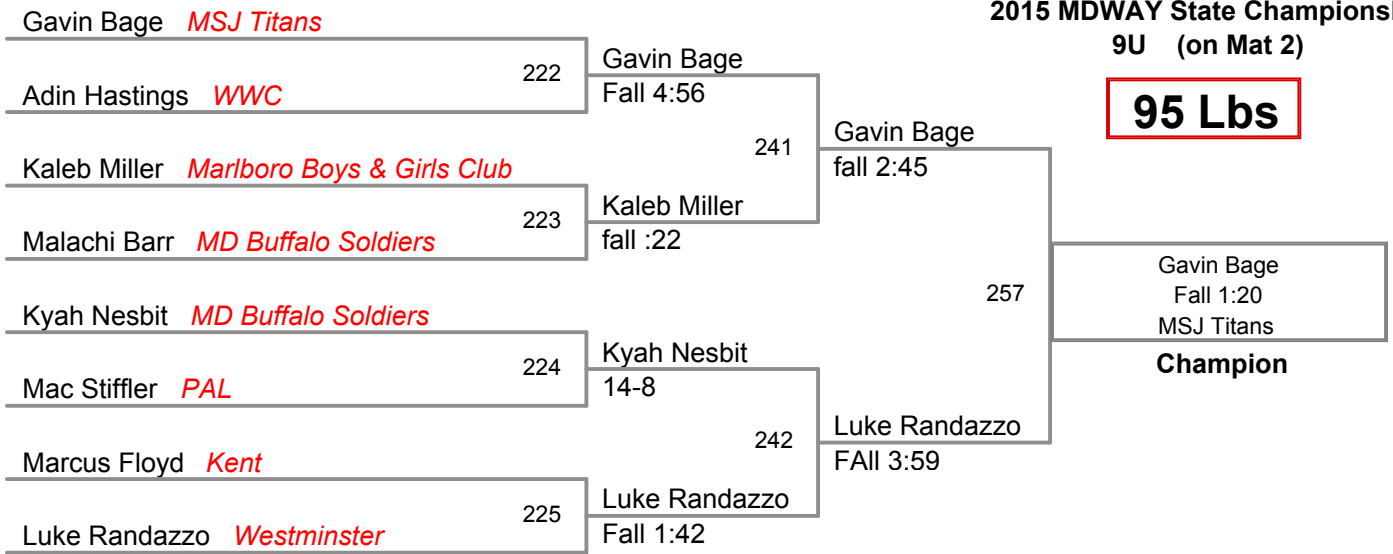 2015 MDWAY State Championsh
9U (on Mat 2)
95 Lbs
Gavin Bage MSJ Titans
222
Adin Hastings WWC
Gavin Bage
Fall 4:56
241
Kaleb Miller Marlboro Boys & Girls Club
223
Malachi Barr MD Buffalo Soldiers
Kaleb Miller
fall :22
Gavin Bage
fall 2:45
257
Kyah Nesbit MD Buffalo Soldiers
224
Mac Stiffler PAL
Kyah Nesbit
14-8
242
Marcus Floyd Kent
225
Luke Randazzo Westminster
Luke Randazzo
Fall 1:42
Luke Randazzo
FAll 3:59
Gavin Bage
Fall 1:20
MSJ Titans
Champion